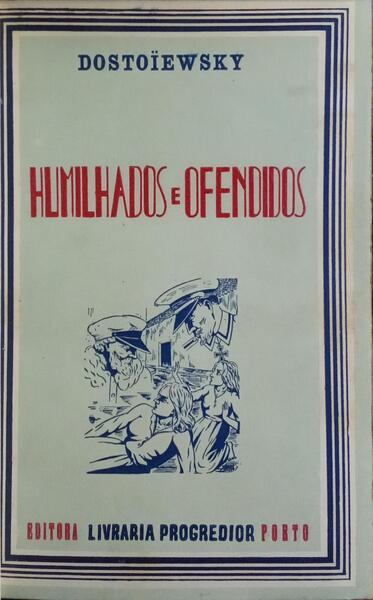 DOSTOÏEWSKY
HUMILHADOS E OFENDIDOS
EDITORA LIVRARIA PROGREDIOR PORTO